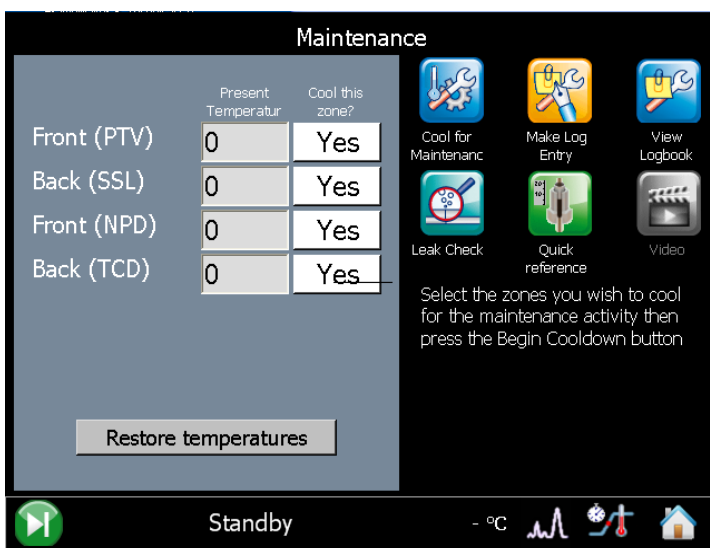 Maintenance
Present
Temperatur
Cool this
zone?
Front (PTV)
0
Yes
Back (SSL)
0
Yes
Front (NPD)
0
Yes
Back (TCD)
0
Yes
Restore temperatures
Cool for
Maintenanc
Make Log
Entry
View
Logbook
Leak Check
20
10
Quick
reference
Video
Select the zones you wish to cool
for the maintenance activity then
press the Begin Cooldown button
Standby
- °C